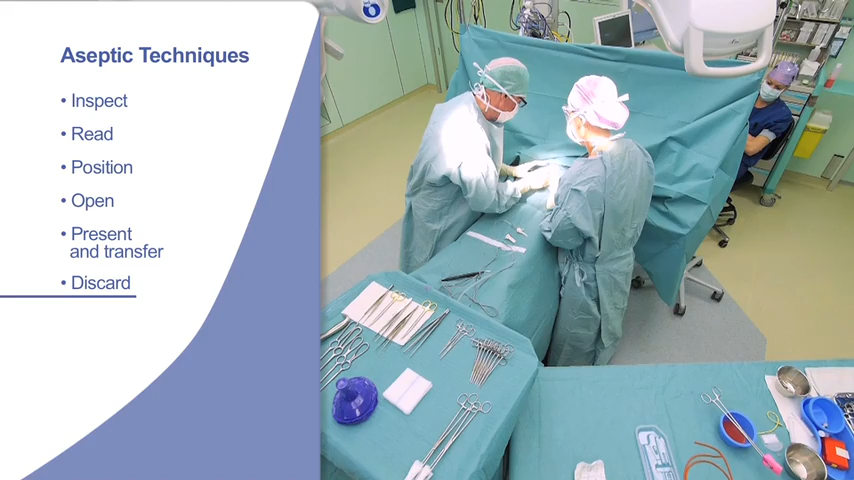 Aseptic Techniques
• Inspect
• Read
• Position
• Open
• Present
and transfer
• Discard